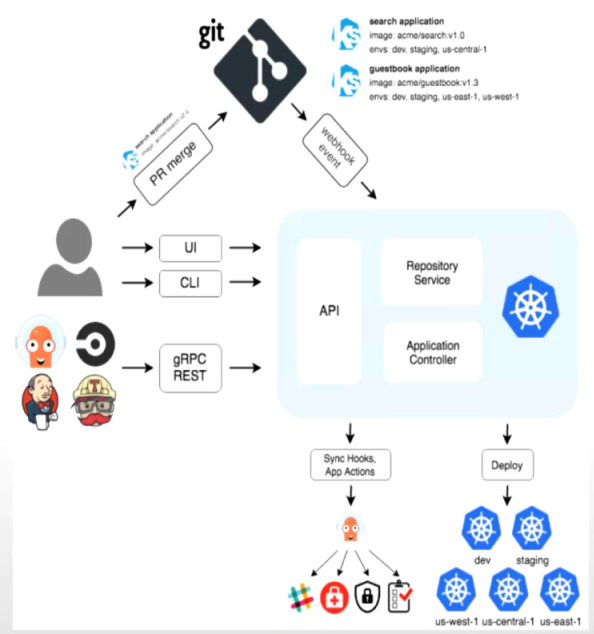 git
search application
image: acme/search:v1.0
envs: dev, staging, us-central-1
guestbook application
image: acme/guestbook:v1.3
envs: dev, staging, us-east-1, us-west-1
search application
image: acme/search:v2.0
PR merge
webhook
event
UI
CLI
gRPC
REST
API
Repository
Service
Application
Controller
Sync Hooks,
App Actions
Deploy
dev
staging
us-west-1
us-central-1
us-east-1